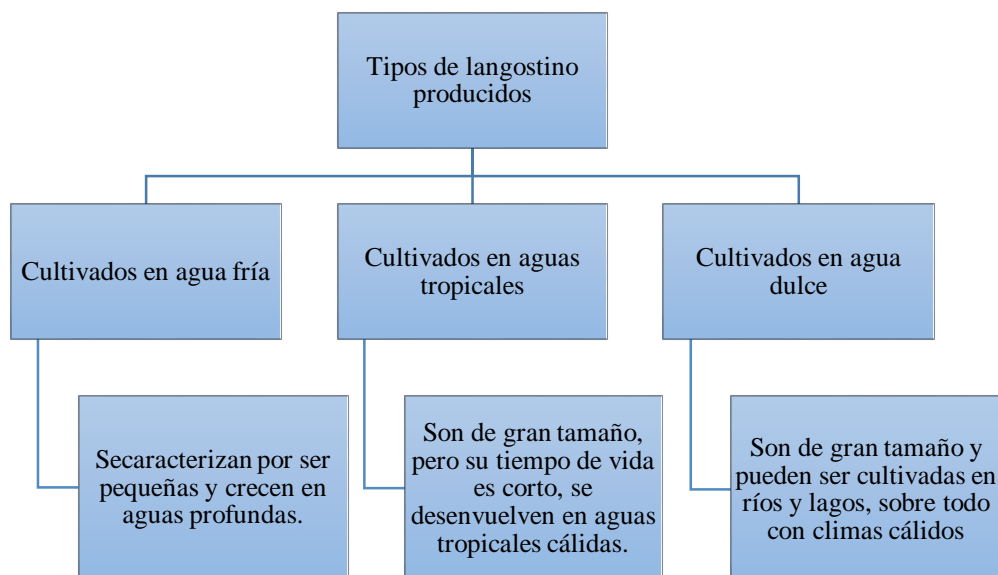 Tipos de langostino
producidos
Cultivados en agua fría
Cultivados en aguas
tropicales
Cultivados en agua
dulce
Secaracterizan por ser
pequeñas y crecen en
aguas profundas.
Son de gran tamaño,
pero su tiempo de vida
es corto, se
desenvuelven en aguas
tropicales cálidas.
Son de gran tamaño y
pueden ser cultivadas en
ríos y lagos, sobre todo
con climas cálidos